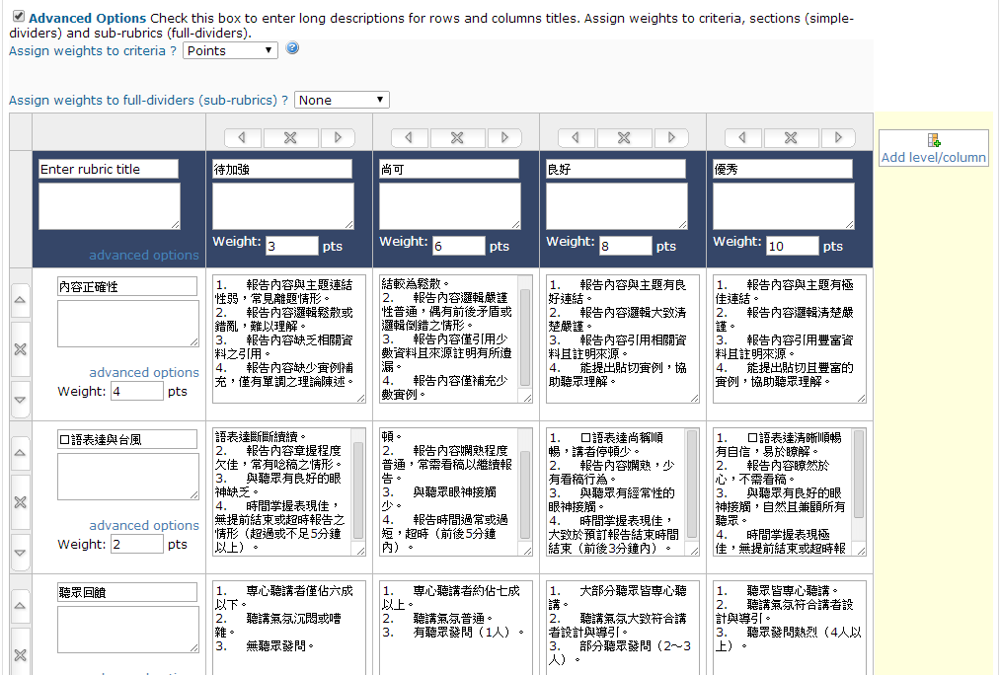 Advanced Options Check this box to enter long descriptions for rows and columns titles. Assign weights to criteria, sections (simple-
dividers) and sub-rubrics (full-dividers).
Assign weights to criteria ? Points
Assign weights to full-dividers (sub-rubrics) ? None
Add level/column
Enter rubric title
advanced options
待加強
Weight: 3 pts
尚可
Weight: 6 pts
良好
Weight: 8 pts
優秀
Weight: 10 pts
內容正確性
advanced options
Weight: 4 pts
1. 報告內容與主題連結
性弱，常見離題情形。
2. 報告內容邏輯鬆散或
錯亂，難以理解。
3. 報告內容缺乏相關資
料之引用。
4. 報告內容缺少實例補
充，僅有單調之理論陳述。
結較為鬆散。
2. 報告內容邏輯嚴謹
性普通，偶有前後矛盾或
邏輯倒錯之情形。
3. 報告內容僅引用少
數資料且來源註明有所遺
漏。
4. 報告內容僅補充少
數實例。
1. 報告內容與主題有良
好連結。
2. 報告內容邏輯大致清
楚嚴謹。
3. 報告內容引用相關資
料且註明來源。
4. 能提出貼切實例，協
助聽眾理解。
1. 報告內容與主題有極
佳連結。
2. 報告內容邏輯清楚嚴
謹。
3. 報告內容引用豐富資
料且註明來源。
4. 能提出貼切且豐富的
實例，協助聽眾理解。
口語表達與台風
advanced options
Weight: 2 pts
語表達斷斷續續。
2. 報告內容掌握程度
欠佳，常有唸稿之情形。
3. 與聽眾有良好的眼
神缺乏。
4. 時間掌握表現佳，
無提前結束或超時報告之
情形（超過或不足5分鐘
以上）。
頓。
2. 報告內容嫻熟程度
普通，常需看稿以繼續報
告。
3. 與聽眾眼神接觸
少。
4. 報告時間過常或過
短，超時（前後5分鐘
內）。
1. 口語表達尚稱順
暢，講者停頓少。
2. 報告內容嫻熟，少
有看稿行為。
3. 與聽眾有經常性的
眼神接觸。
4. 時間掌握表現佳，
大致於預訂報告結束時間
結束（前後3分鐘內）。
1. 口語表達清晰順暢
有自信，易於瞭解。
2. 報告內容瞭然於
心，不需看稿。
3. 與聽眾有良好的眼
神接觸，自然且兼顧所有
聽眾。
4. 時間掌握表現極
佳，無提前結束或超時報
聽眾回饋
1. 專心聽講者僅佔六成
以下。
2. 聽講氣氛沉悶或嘈
雜。
3. 無聽眾發問。
1. 專心聽講者約佔七成
以上。
2. 聽講氣氛普通。
3. 有聽眾發問（1人）。
1. 大部分聽眾皆專心聽
講。
2. 聽講氣氛大致符合講
者設計與導引。
3. 部分聽眾發問（2～3
人）。
1. 聽眾皆專心聽講。
2. 聽講氣氛符合講者設
計與導引。
3. 聽眾發問熱烈（4人以
上）。